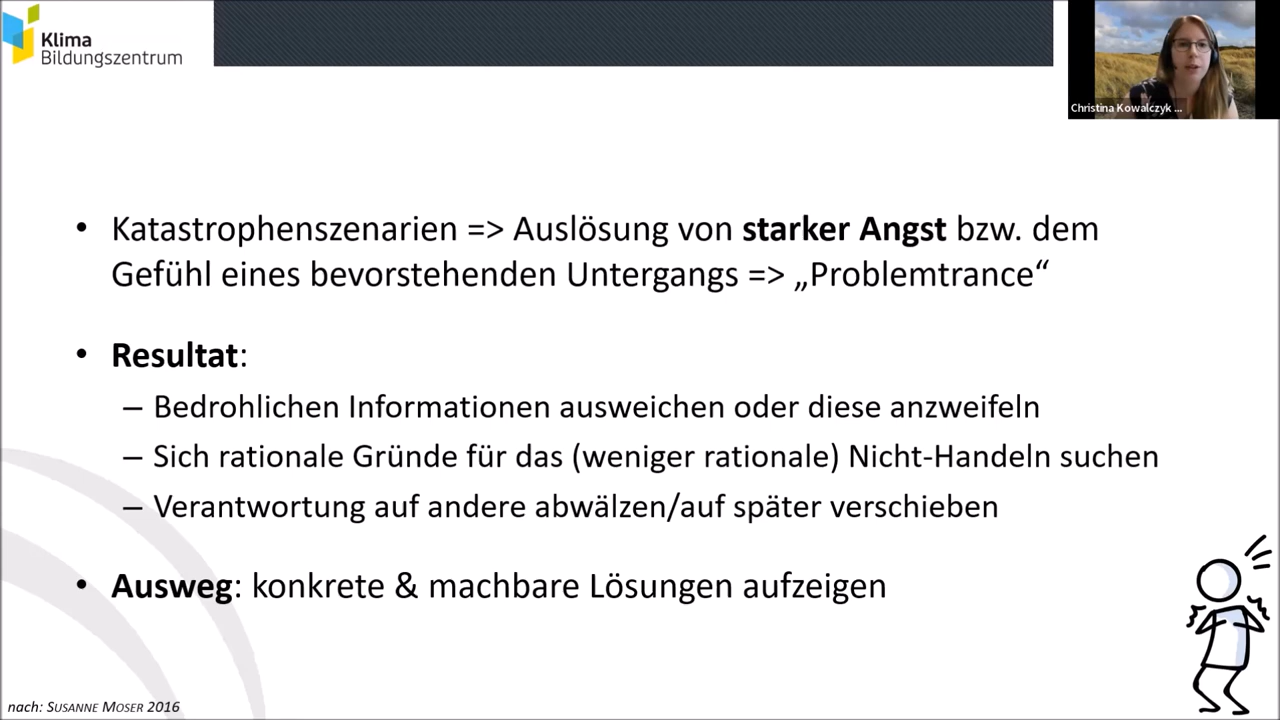 Klima
Bildungszentrum
Christina Kowalczyk ...
• Katastrophenszenarien => Auslösung von starker Angst bzw. dem
Gefühl eines bevorstehenden Untergangs => „Problemtrance“
• Resultat:
– Bedrohlichen Informationen ausweichen oder diese anzweifeln
– Sich rationale Gründe für das (weniger rationale) Nicht-Handeln suchen
– Verantwortung auf andere abwälzen/auf später verschieben
• Ausweg: konkrete & machbare Lösungen aufzeigen
nach: SUSANNE MOSER 2016